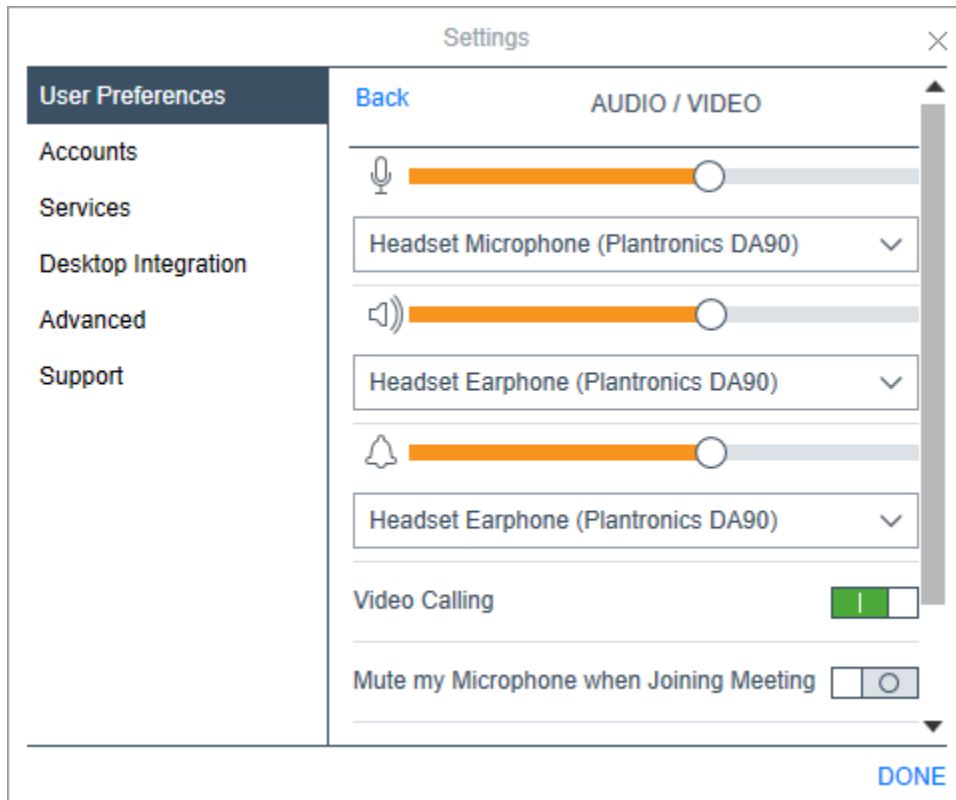 Settings
User Preferences
Accounts
Services
Desktop Integration
Advanced
Support
Back
AUDIO / VIDEO
Headset Microphone (Plantronics DA90)
Headset Earphone (Plantronics DA90)
Headset Earphone (Plantronics DA90)
Video Calling
Mute my Microphone when Joining Meeting
DONE